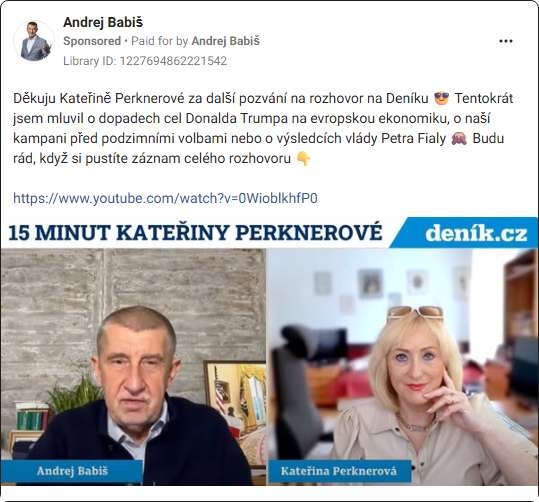 Andrej Babiš
Sponsored • Paid for by Andrej Babiš
Library ID: 1227694862221542
Děkuju Kateřině Perknerové za další pozvání na rozhovor na Deníku 😎 Tentokrát
jsem mluvil o dopadech cel Donalda Trumpa na evropskou ekonomiku, o naší
kampani před podzimními volbami nebo o výsledcích vlády Petra Fialy 🙈 Budu
rád, když si pustíte záznam celého rozhovoru 👇
https://www.youtube.com/watch?v=0WioblkhfP0
15 MINUT KATEŘINY PERKNEROVÉ
deník.cz
Andrej Babiš
Kateřina Perknerová